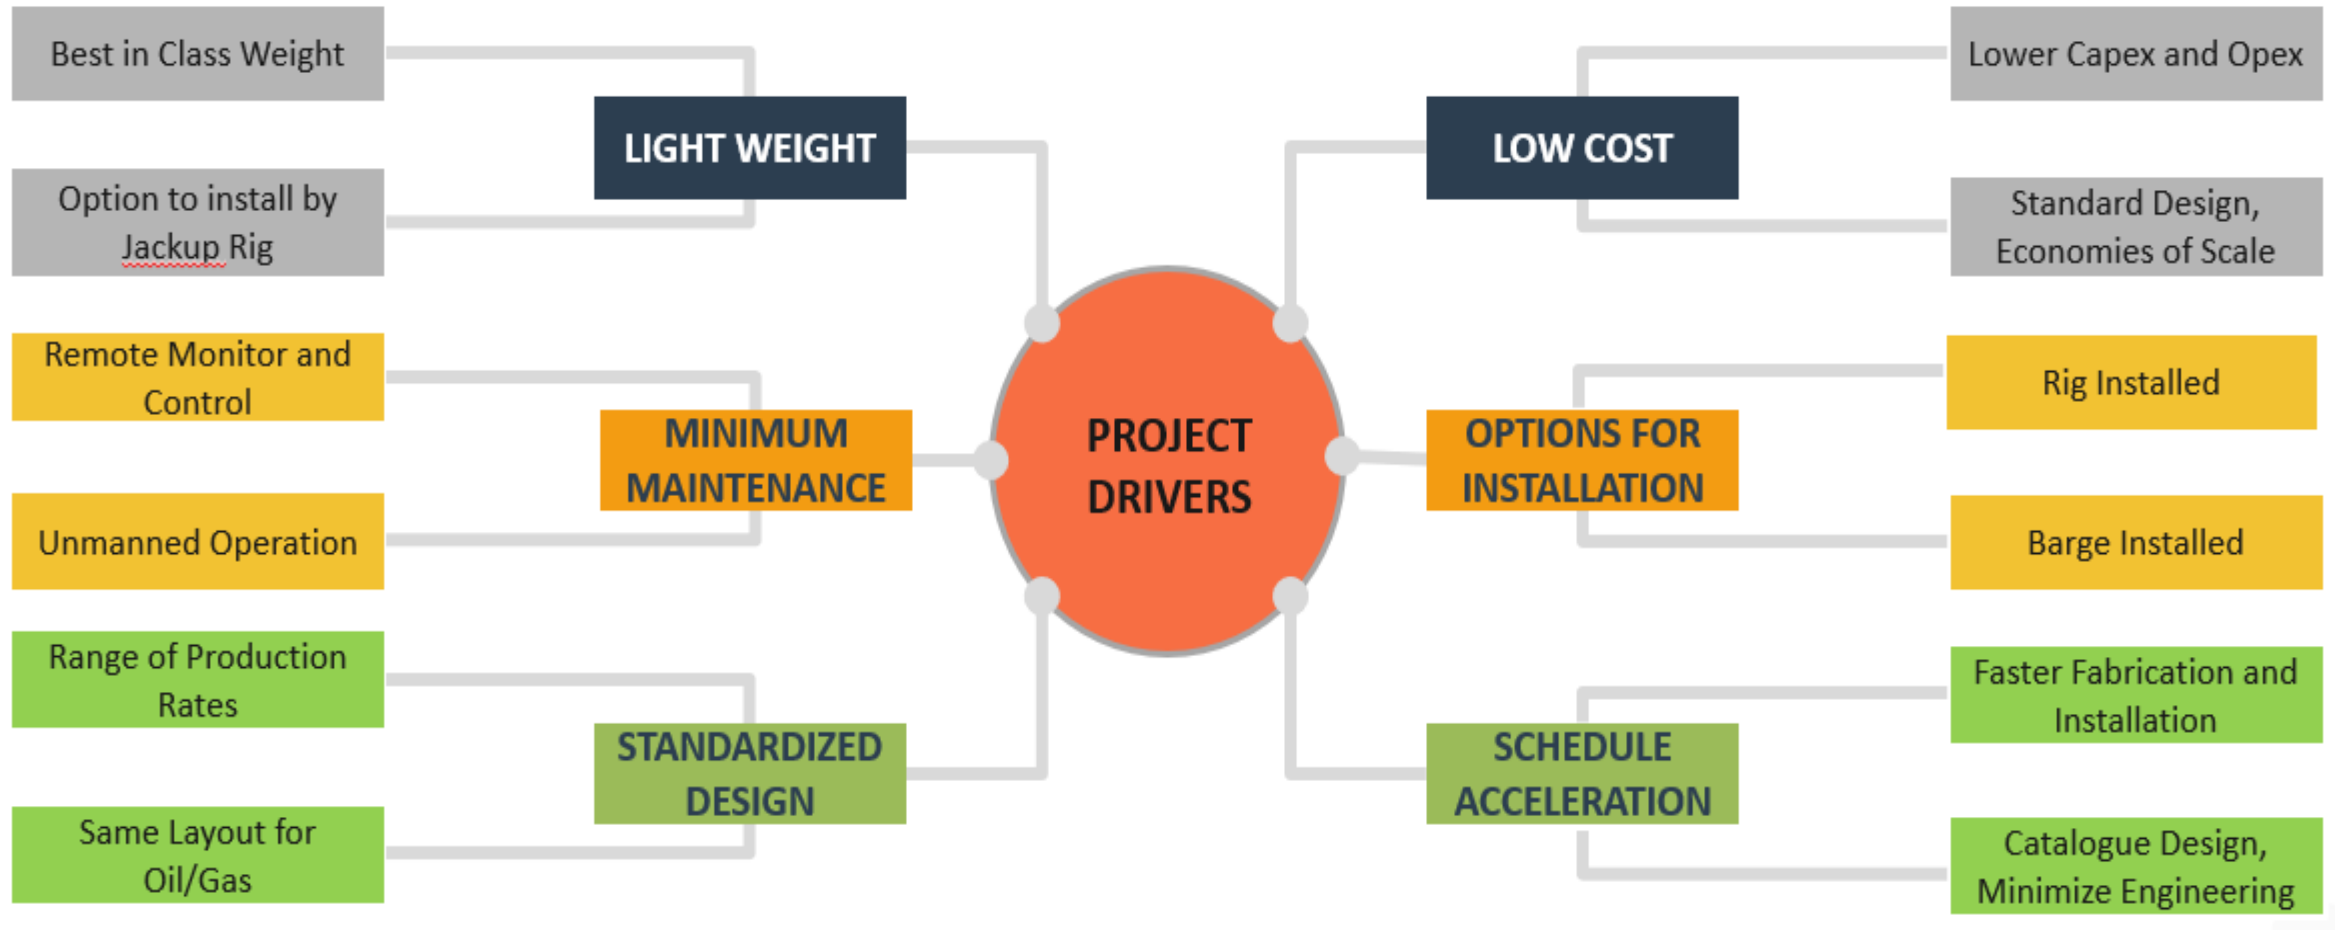 Best in Class Weight
Option to install by
Jackup Rig
LIGHT WEIGHT
Remote Monitor and
Control
Unmanned Operation
MINIMUM
MAINTENANCE
Range of Production
Rates
Same Layout for
Oil/Gas
STANDARDIZED
DESIGN
PROJECT
DRIVERS
LOW COST
Lower Capex and Opex
Standard Design,
Economies of Scale
OPTIONS FOR
INSTALLATION
Rig Installed
Barge Installed
SCHEDULE
ACCELERATION
Faster Fabrication and
Installation
Catalogue Design,
Minimize Engineering